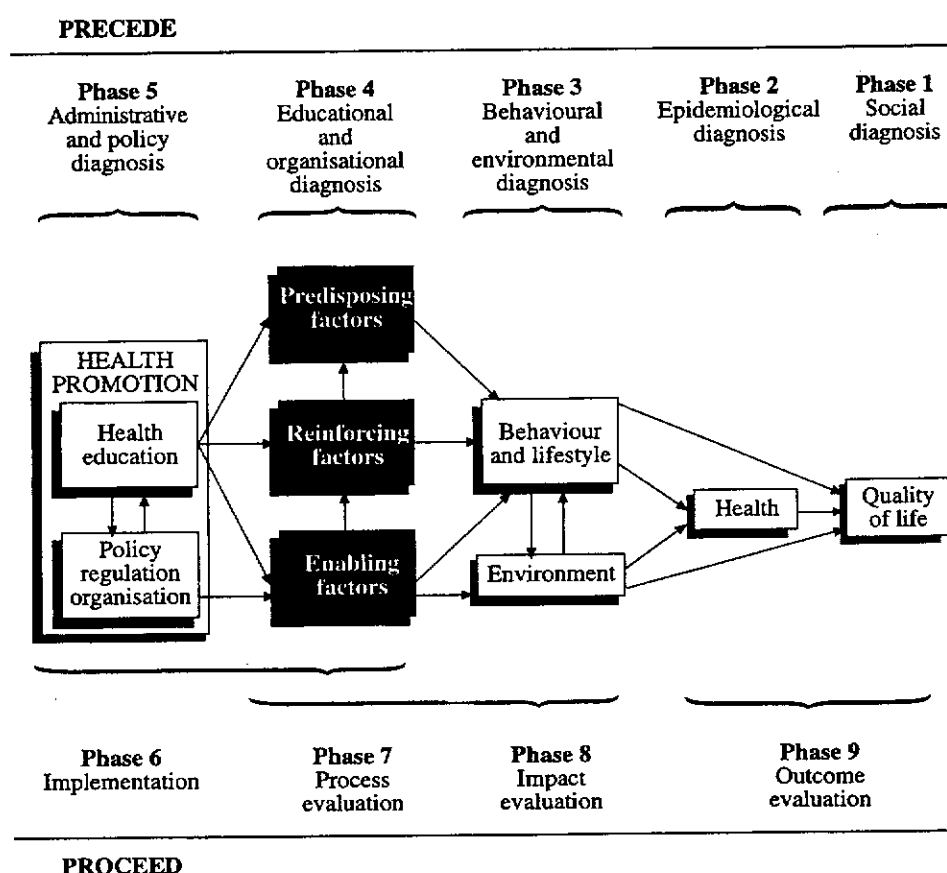 PRECEDE
Phase 5
Administrative
and policy
diagnosis
Phase 4
Educational
and
organisational
diagnosis
Phase 3
Behavioural
and
environmental
diagnosis
Phase 2
Epidemiological
diagnosis
Phase 1
Social
diagnosis
HEALTH
PROMOTION
Health
education
Policy
regulation
organisation
Predisposing
factors
Reinforcing
factors
Enabling
factors
Behaviour
and lifestyle
Environment
Health
Quality
of life
Phase 6
Implementation
Phase 7
Process
evaluation
Phase 8
Impact
evaluation
Phase 9
Outcome
evaluation
PROCEED